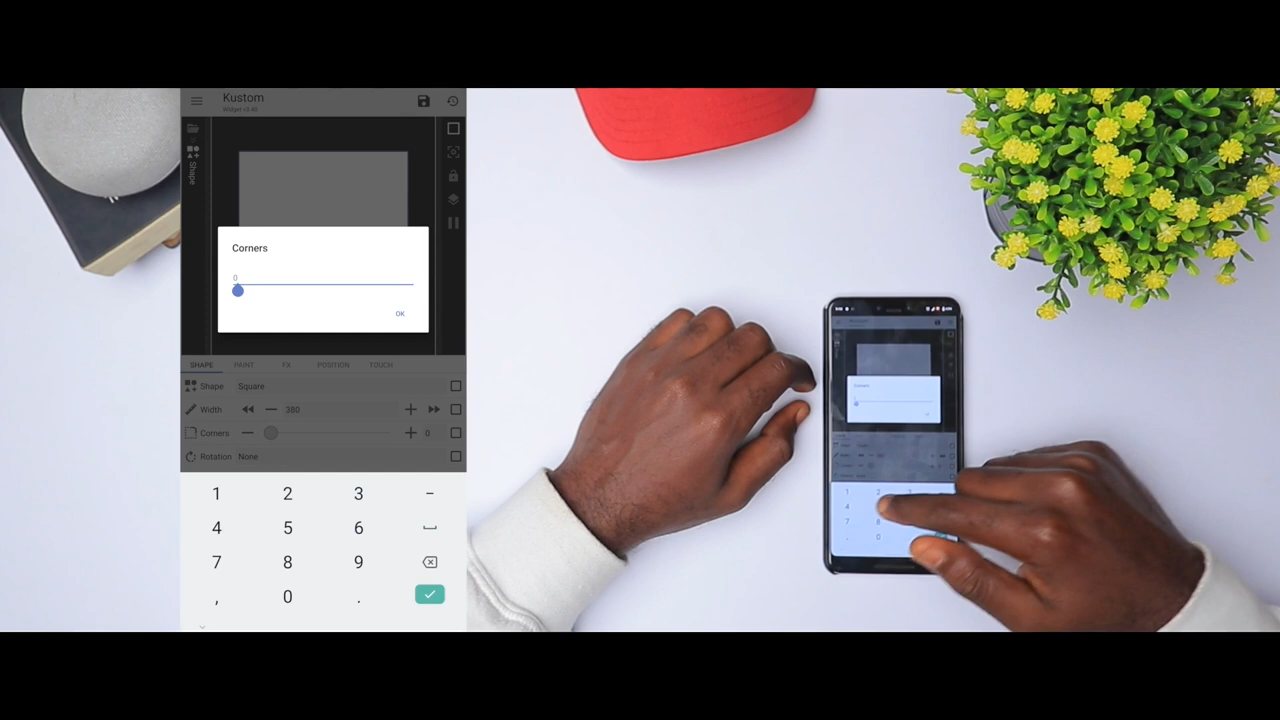 Kustom
Shape
Corners
0
OK
SHAPE PAINT FX POSITION TOUCH
Shape Square
Width 380
Corners 0
Rotation None
1 2 3 −
4 5 6
7 8 9
, 0 .